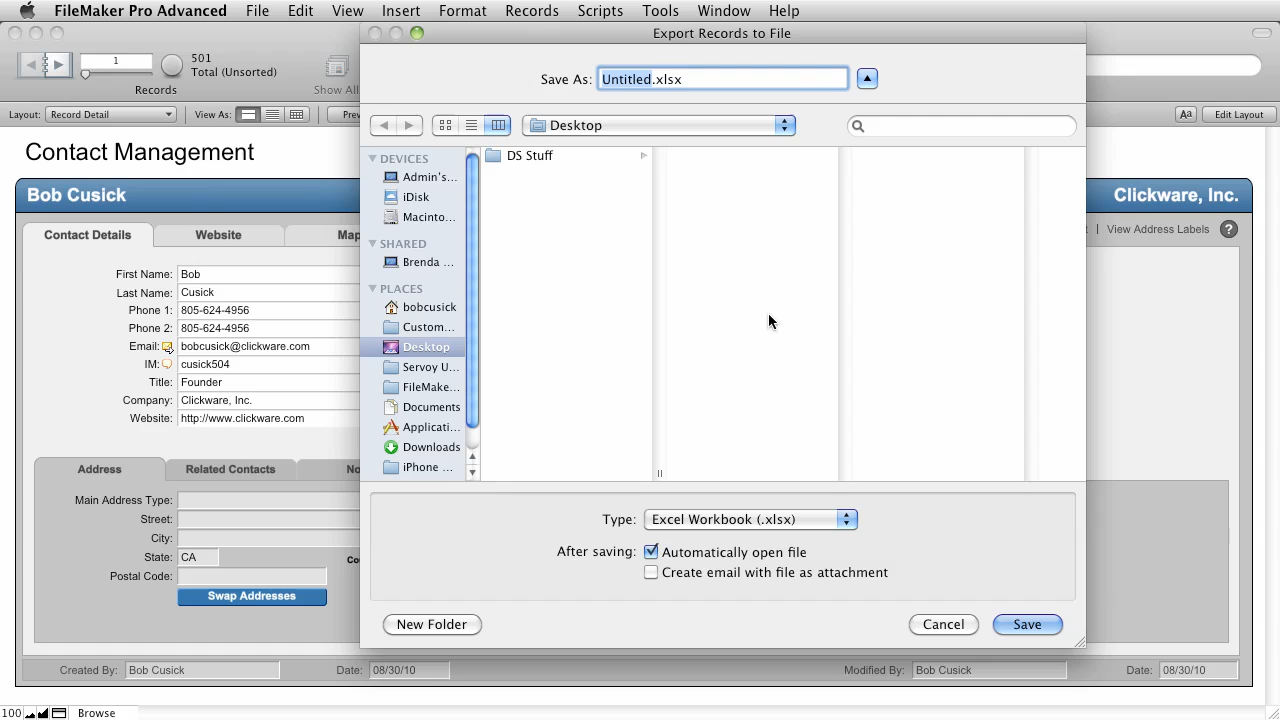 FileMaker Pro Advanced File Edit View Insert Format Records Scripts Tools Window Help
Export Records to File
1
501
Total (Unsorted)
Records
Show All
Layout: Record Detail View As: Aa Edit Layout
Save As: Untitled.xlsx
Desktop
DEVICES
Admin's...
iDisk
Macinto...
SHARED
Brenda ...
PLACES
bobcusick
Custom...
Desktop
Servoy U...
FileMake...
Documents
Applicati...
Downloads
iPhone ...
DS Stuff
Type: Excel Workbook (.xlsx)
After saving: Automatically open file
Create email with file as attachment
New Folder Cancel Save
Contact Management
Bob Cusick Clickware, Inc.
Contact Details Website Map
| View Address Labels ?
First Name: Bob
Last Name: Cusick
Phone 1: 805-624-4956
Phone 2: 805-624-4956
Email: bobcusick@clickware.com
IM: cusick504
Title: Founder
Company: Clickware, Inc.
Website: http://www.clickware.com
Address Related Contacts No
Main Address Type:
Street:
City:
State: CA Cou
Postal Code:
Swap Addresses
Created By: Bob Cusick Date: 08/30/10 Modified By: Bob Cusick Date: 08/30/10
100 Browse